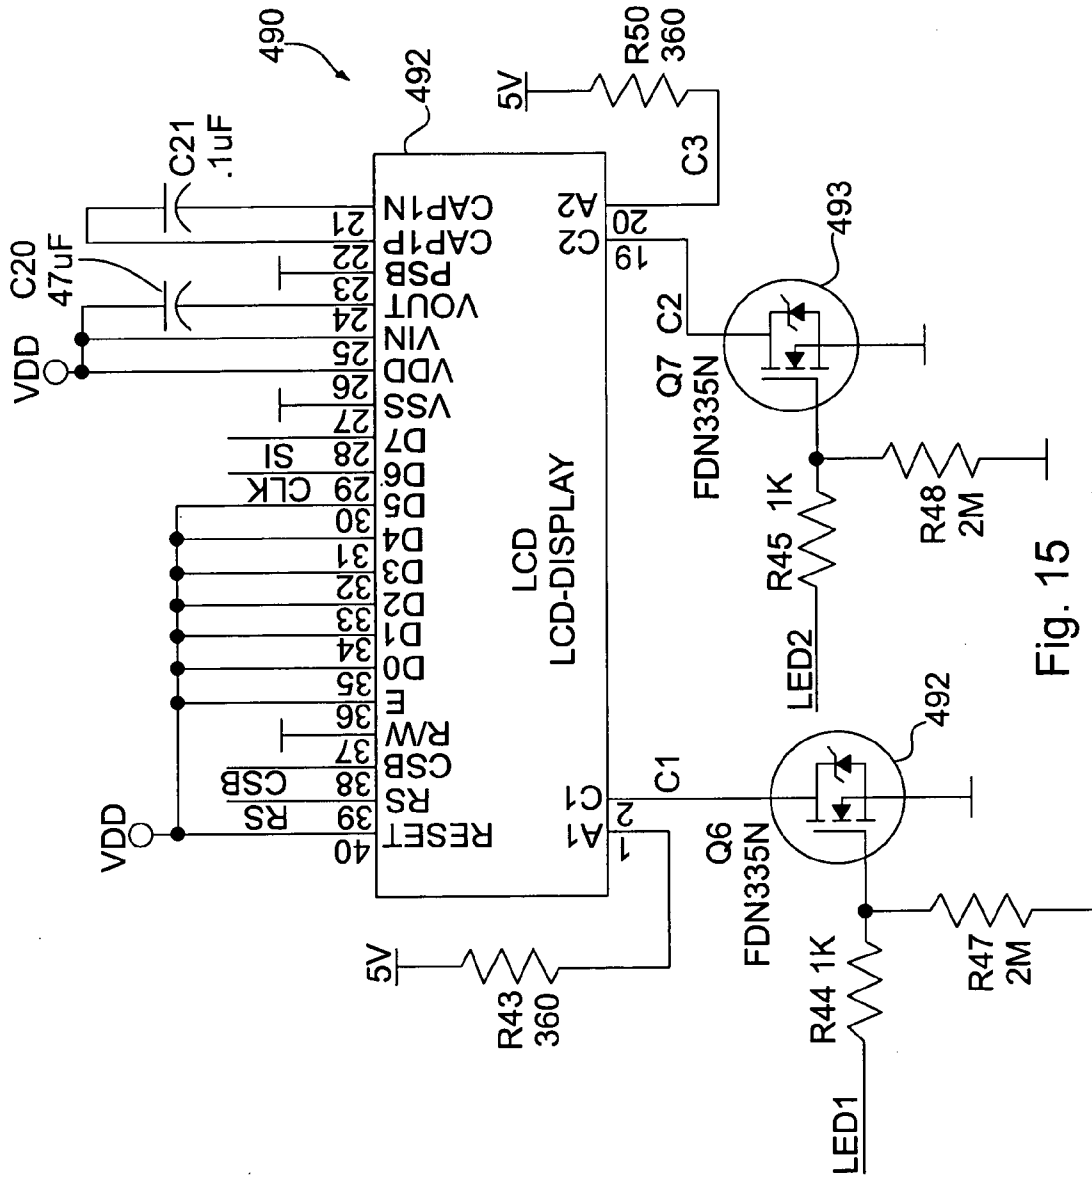 490
492
C21
.1uF
C20
47uF
VDD
VDD
5V
R50
360
C3
21
CAP1N
22
CAP1P
23
PSB
24
VOUT
25
VIN
26
VDD
27
VSS
28
D7
SI
29
D6
CLK
30
D5
31
D4
32
D3
33
D2
34
D1
35
D0
36
E
37
R/W
38
CSB
CSB
39
RS
RS
40
RESET
LCD
LCD-DISPLAY
A2
20
C2
19
C1
2
A1
1
5V
R43
360
C2
Q7
FDN335N
493
R45 1K
LED2
R48
2M
C1
Q6
FDN335N
492
R44 1K
LED1
R47
2M
Fig. 15